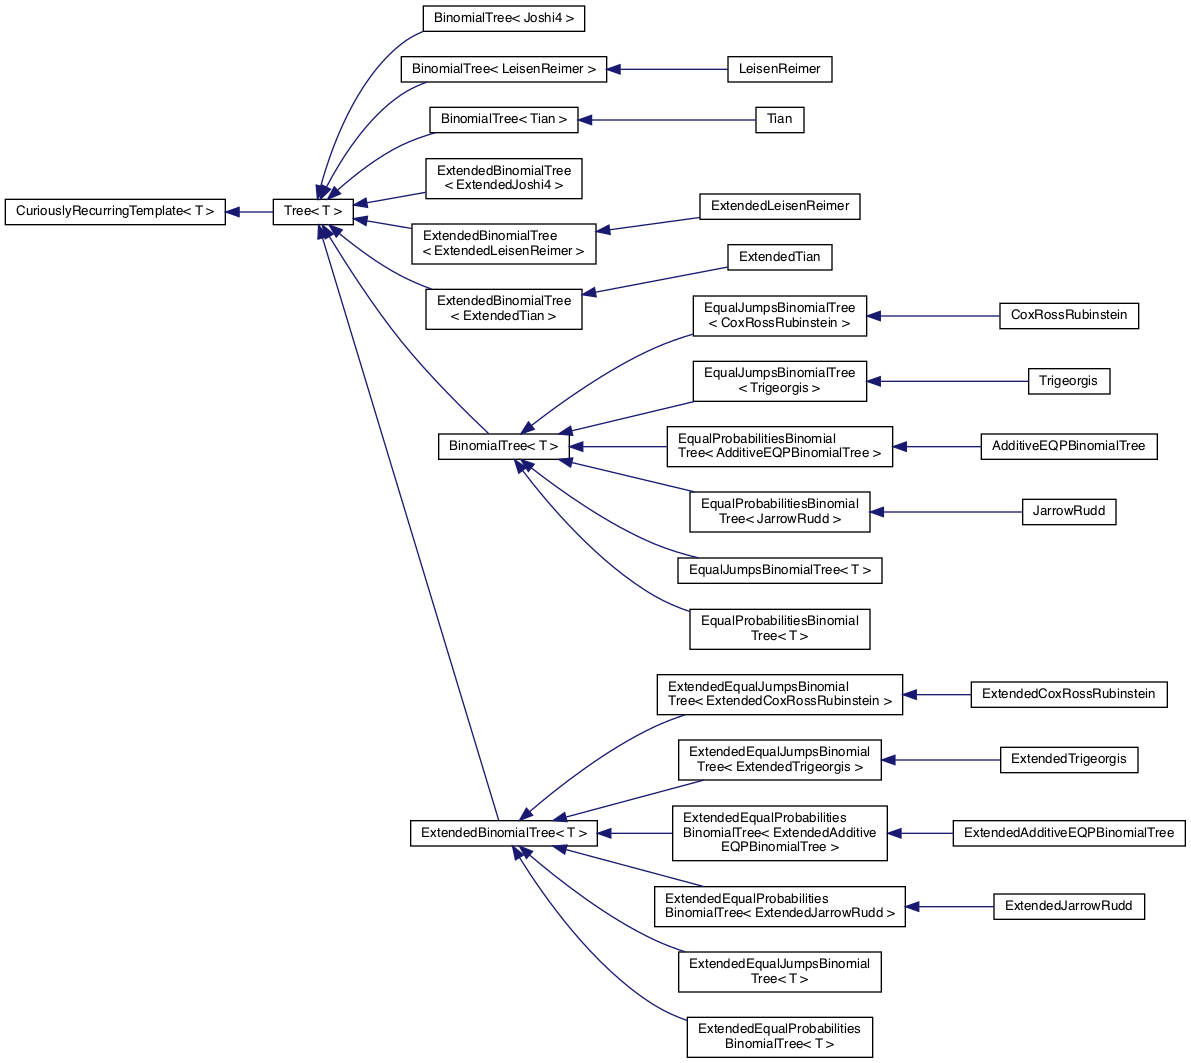 BinomialTree< Joshi4 >
BinomialTree< LeisenReimer >
LeisenReimer
BinomialTree< Tian >
Tian
ExtendedBinomialTree
< ExtendedJoshi4 >
CuriouslyRecurringTemplate< T >
Tree< T >
ExtendedLeisenReimer
ExtendedBinomialTree
< ExtendedLeisenReimer >
ExtendedTian
ExtendedBinomialTree
< ExtendedTian >
EqualJumpsBinomialTree
< CoxRossRubinstein >
CoxRossRubinstein
EqualJumpsBinomialTree
< Trigeorgis >
Trigeorgis
BinomialTree< T >
EqualProbabilitiesBinomial
Tree< AdditiveEQPBinomialTree >
AdditiveEQPBinomialTree
EqualProbabilitiesBinomial
Tree< JarrowRudd >
JarrowRudd
EqualJumpsBinomialTree< T >
EqualProbabilitiesBinomial
Tree< T >
ExtendedEqualJumpsBinomial
Tree< ExtendedCoxRossRubinstein >
ExtendedCoxRossRubinstein
ExtendedEqualJumpsBinomial
Tree< ExtendedTrigeorgis >
ExtendedTrigeorgis
ExtendedBinomialTree< T >
ExtendedEqualProbabilities
BinomialTree< ExtendedAdditive
EQPBinomialTree >
ExtendedAdditiveEQPBinomialTree
ExtendedEqualProbabilities
BinomialTree< ExtendedJarrowRudd >
ExtendedJarrowRudd
ExtendedEqualJumpsBinomial
Tree< T >
ExtendedEqualProbabilities
BinomialTree< T >